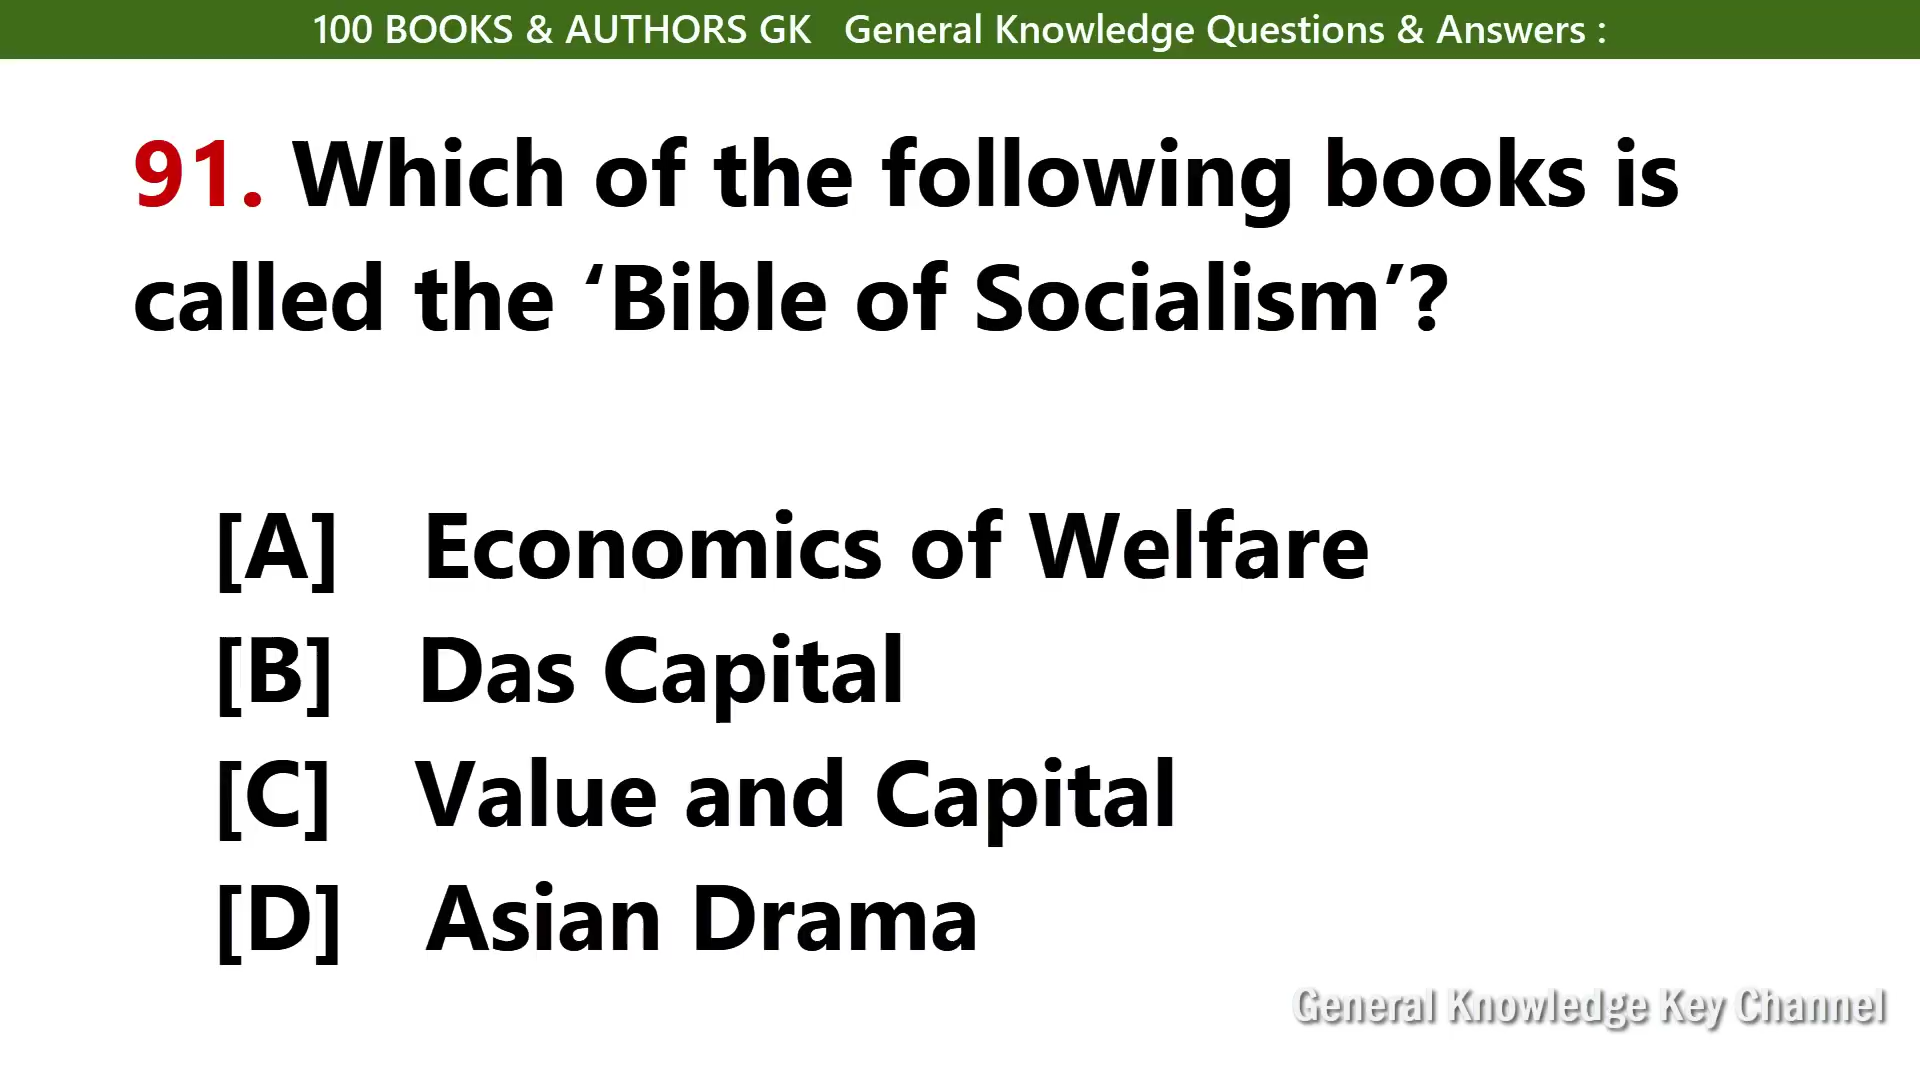 100 BOOKS & AUTHORS GK General Knowledge Questions & Answers :
91. Which of the following books is
called the ‘Bible of Socialism’?
[A] Economics of Welfare
[B] Das Capital
[C] Value and Capital
[D] Asian Drama
General Knowledge Key Channel